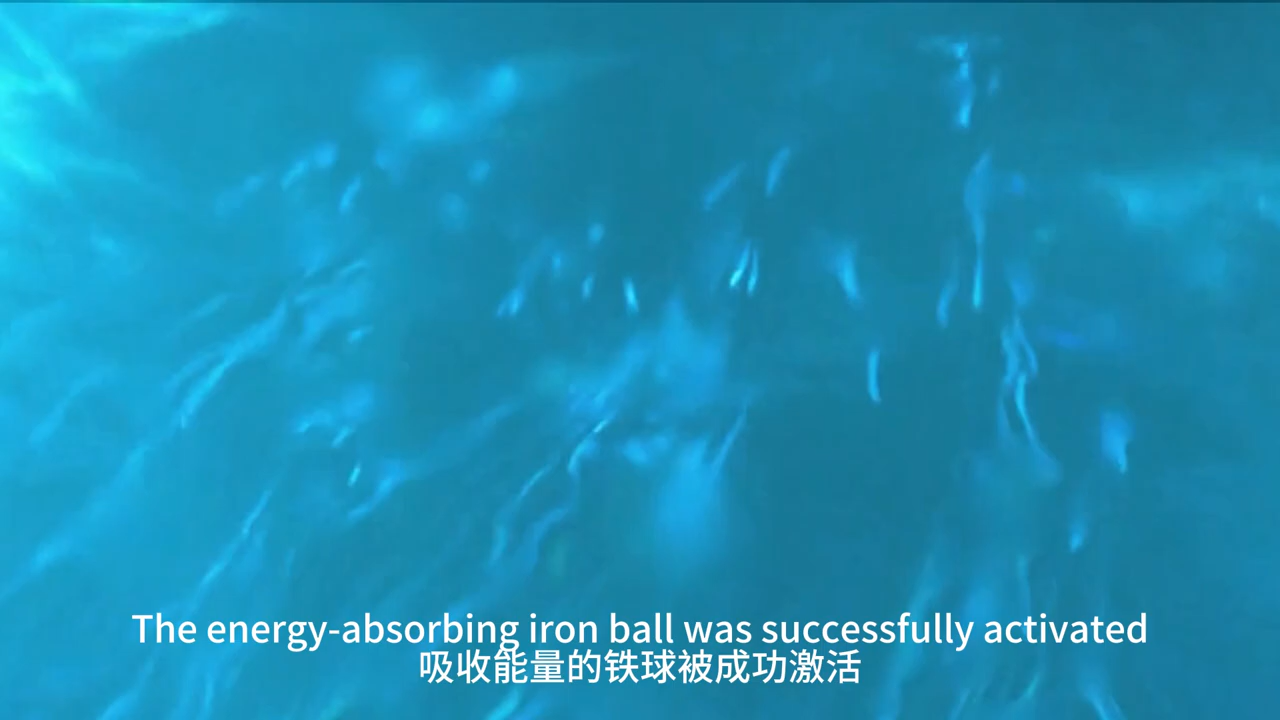 The energy-absorbing iron ball was successfully activated
吸收能量的铁球被成功激活